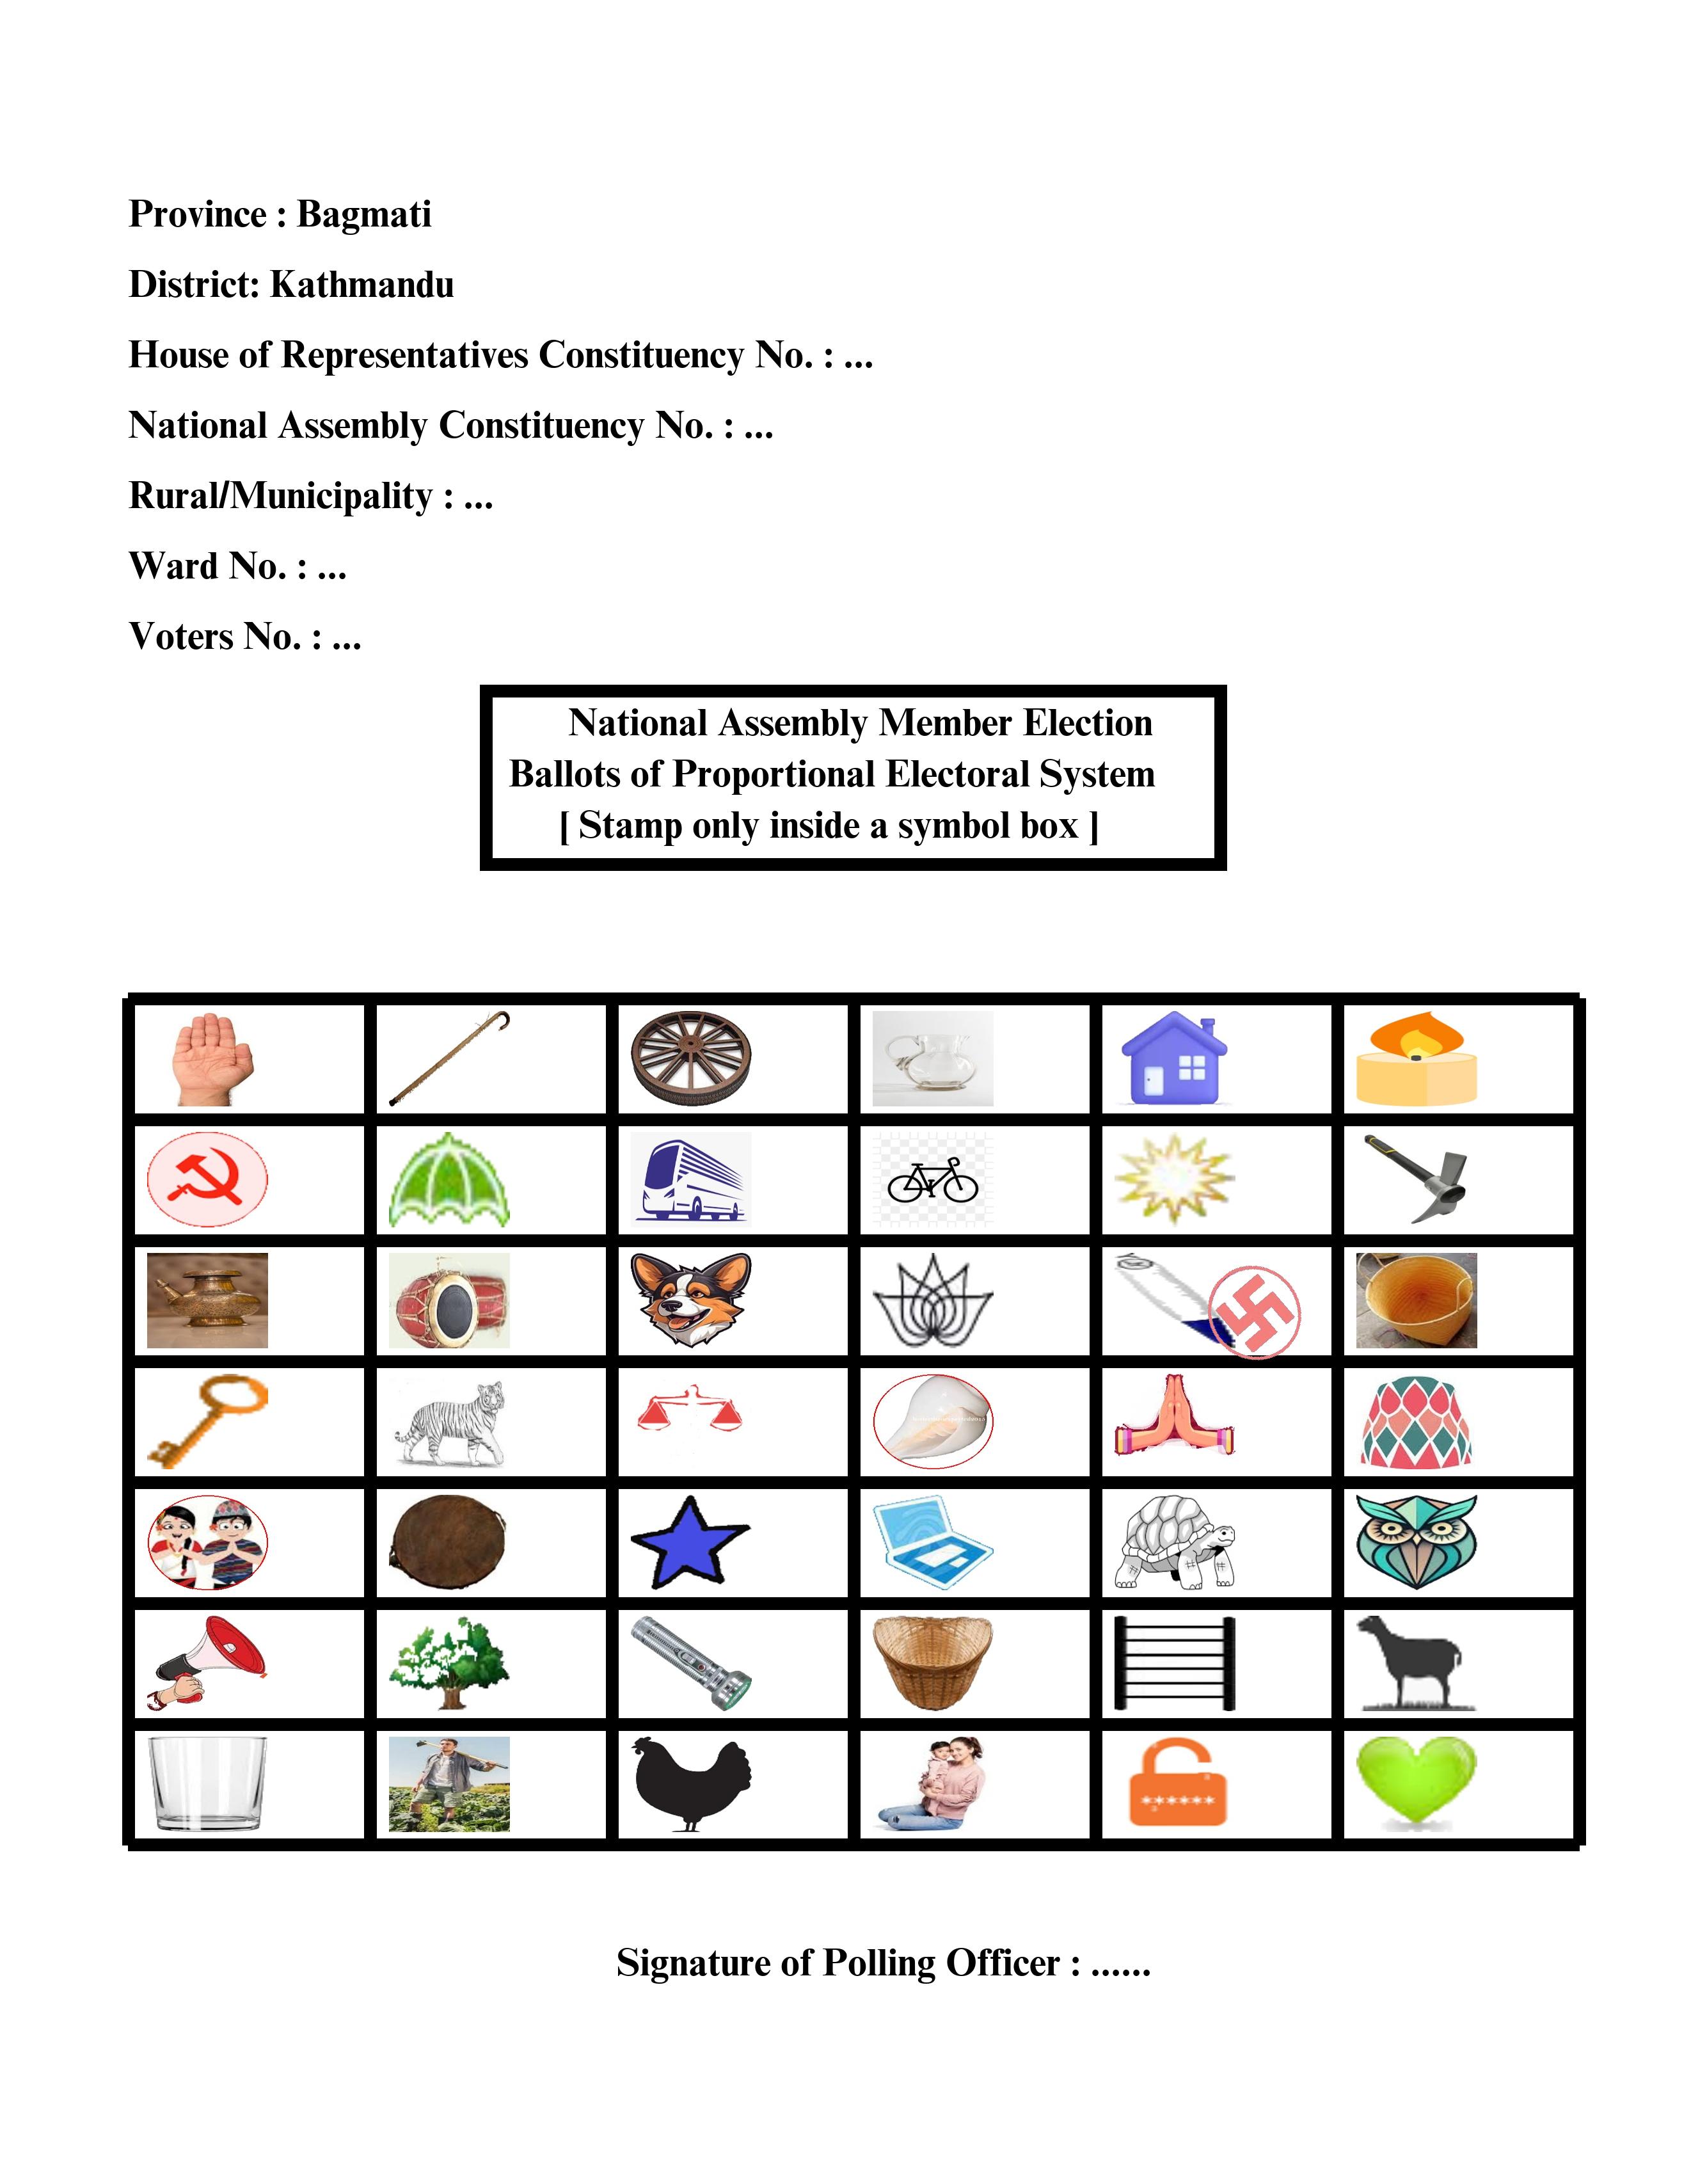 Province : Bagmati
District: Kathmandu
House of Representatives Constituency No. : ...
National Assembly Constituency No. : ...
Rural/Municipality : ...
Ward No. : ...
Voters No. : ...
National Assembly Member Election
Ballots of Proportional Electoral System
[ Stamp only inside a symbol box ]
******
Signature of Polling Officer : ......